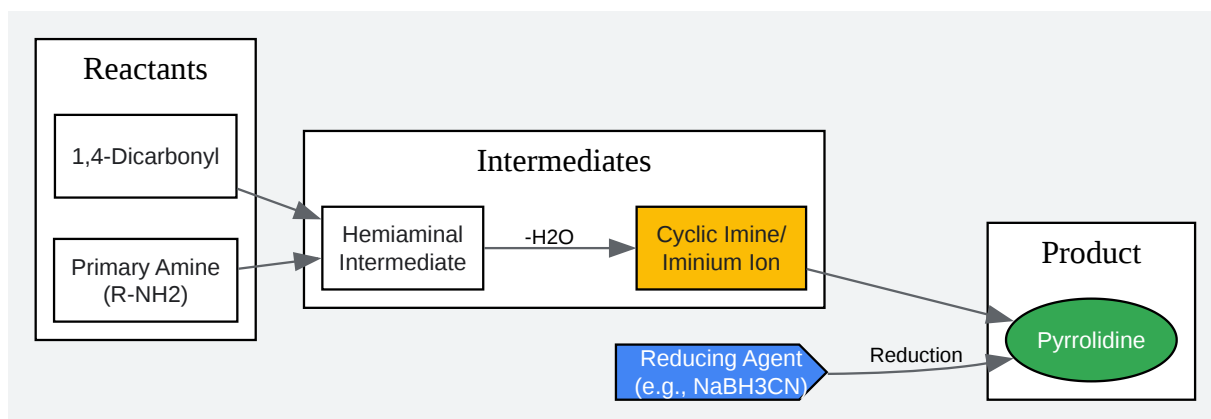 Reactants
1,4-Dicarbonyl
Primary Amine
(R-NH2)
Intermediates
Hemiaminal
Intermediate
-H2O
Cyclic Imine/
Iminium Ion
Reducing Agent
(e.g., NaBH3CN)
Reduction
Product
Pyrrolidine